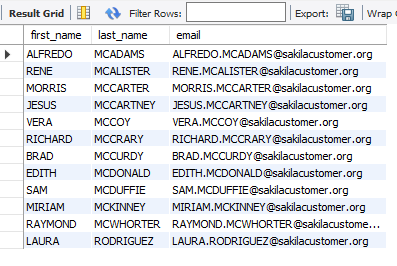 Result Grid Filter Rows: Export: Wrap C
first_name last_name email
ALFREDO MCADAMS ALFREDO.MCADAMS@sakilacustomer.org
RENE MCALISTER RENE.MCALISTER@sakilacustomer.org
MORRIS MCCARTER MORRIS.MCCARTER@sakilacustomer.org
JESUS MCCARTNEY JESUS.MCCARTNEY@sakilacustomer.org
VERA MCCOY VERA.MCCOY@sakilacustomer.org
RICHARD MCCRARY RICHARD.MCCRARY@sakilacustomer.org
BRAD MCCURDY BRAD.MCCURDY@sakilacustomer.org
EDITH MCDONALD EDITH.MCDONALD@sakilacustomer.org
SAM MCDUFFIE SAM.MCDUFFIE@sakilacustomer.org
MIRIAM MCKINNEY MIRIAM.MCKINNEY@sakilacustomer.org
RAYMOND MCWHORTER RAYMOND.MCWHORTER@sakilacustome...
LAURA RODRIGUEZ LAURA.RODRIGUEZ@sakilacustomer.org